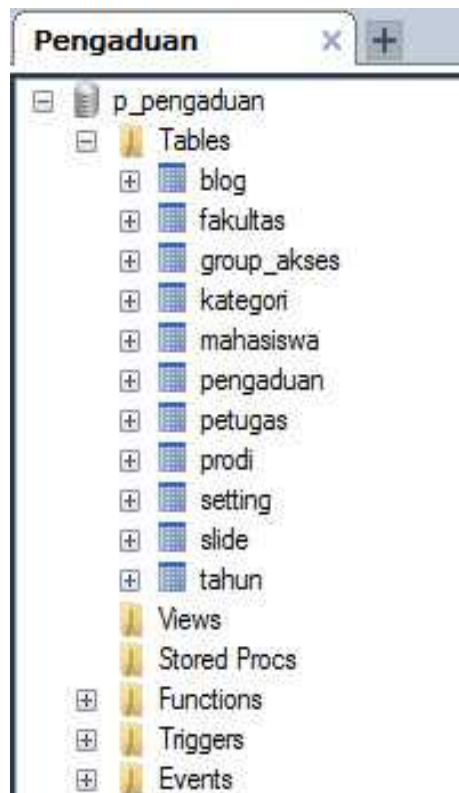 Pengaduan
p_pengaduan
Tables
blog
fakultas
group_akses
kategori
mahasiswa
pengaduan
petugas
prodi
setting
slide
tahun
Views
Stored Procs
Functions
Triggers
Events